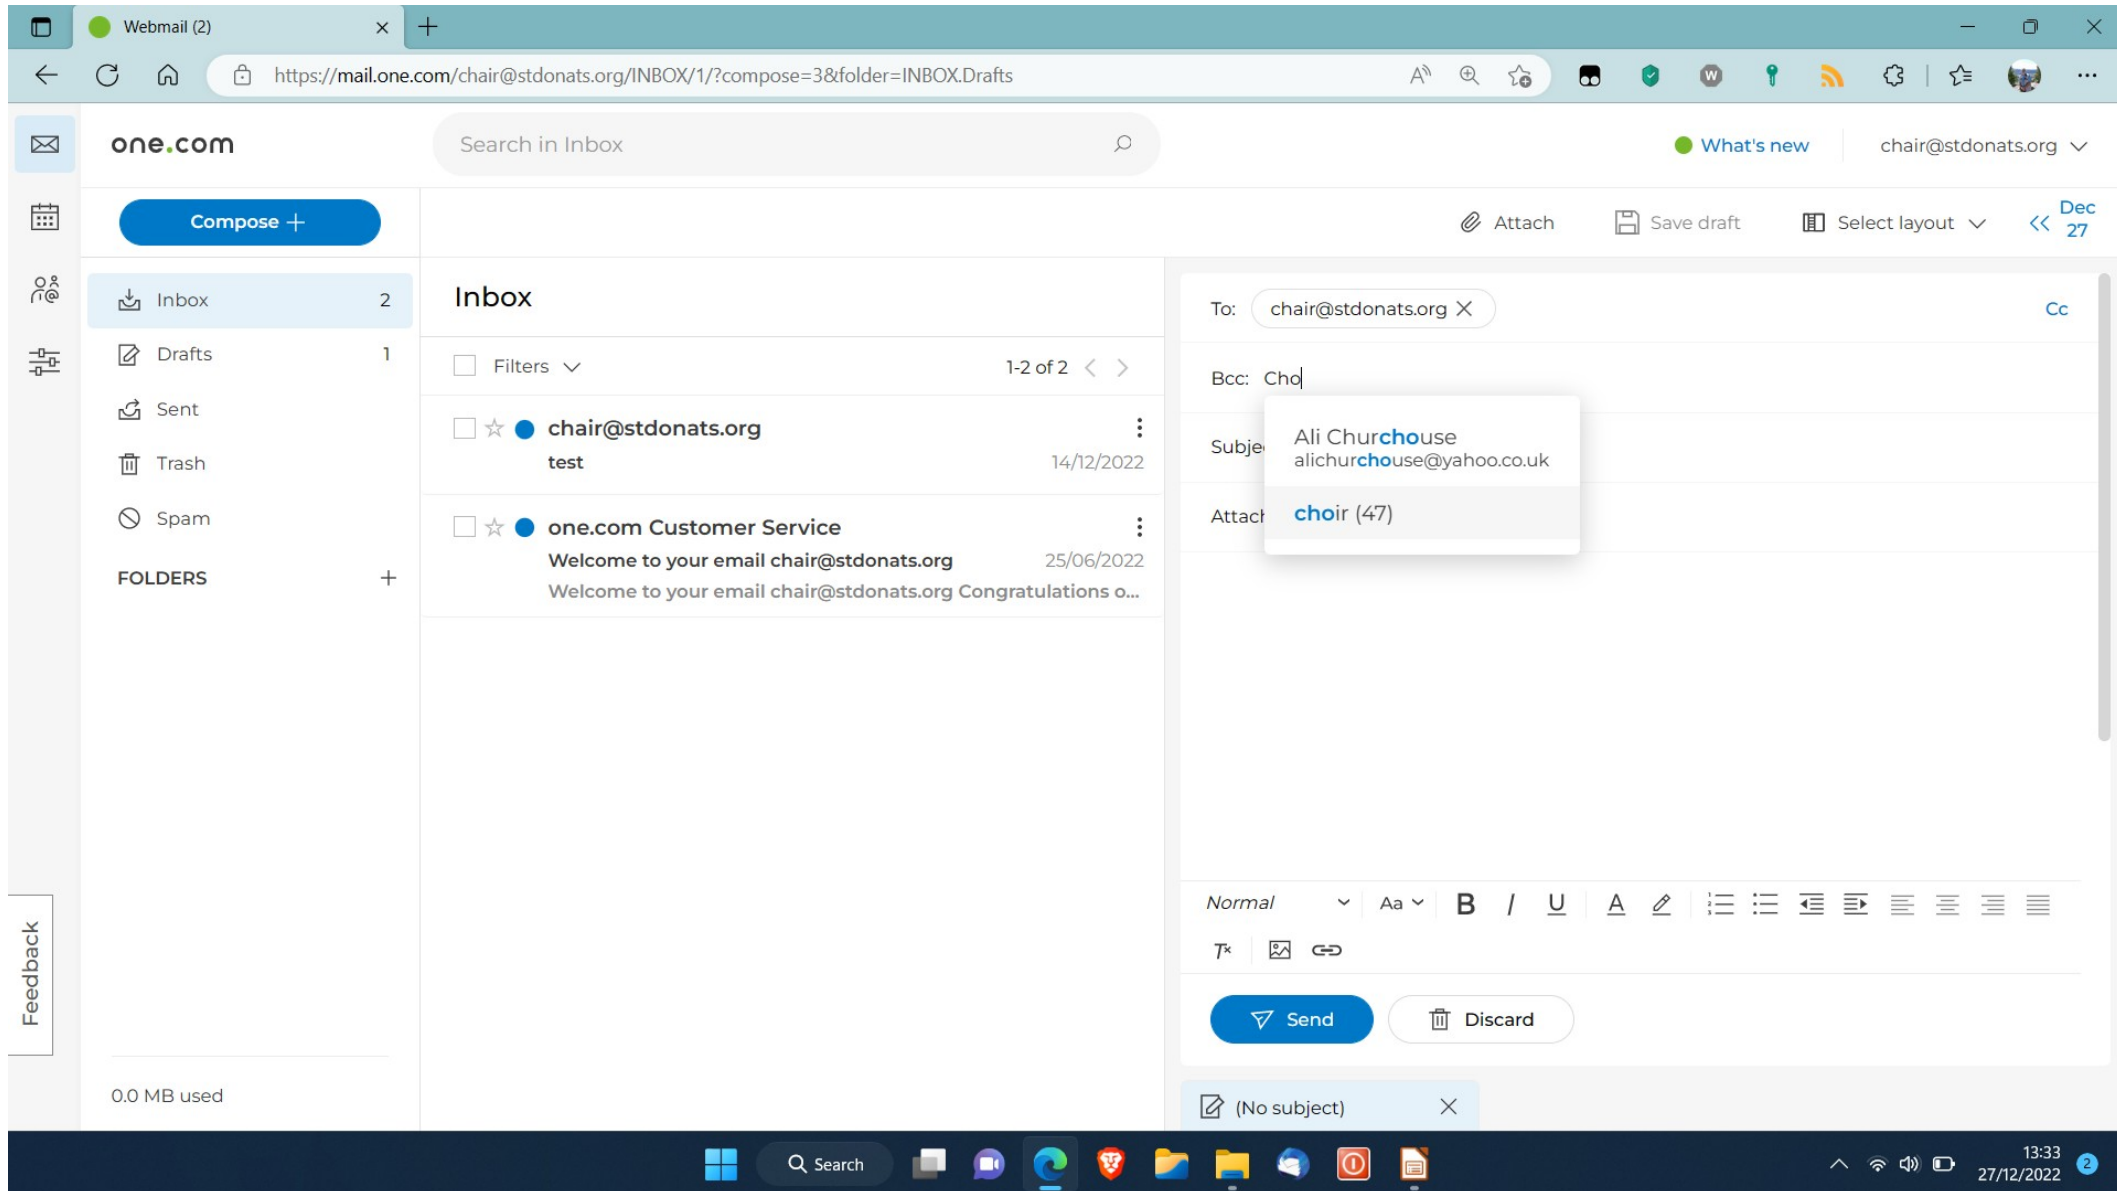 Webmail (2)
https://mail.one.com/chair@stdonats.org/INBOX/1/?compose=3&folder=INBOX.Drafts
one.com
Search in Inbox
What's new
chair@stdonats.org
Compose
Attach
Save draft
Select layout
Dec
27
Inbox 2
Drafts 1
Sent
Trash
Spam
FOLDERS
0.0 MB used
Feedback
Inbox
Filters
1-2 of 2
chair@stdonats.org
test 14/12/2022
one.com Customer Service
Welcome to your email chair@stdonats.org 25/06/2022
Welcome to your email chair@stdonats.org Congratulations o...
To: chair@stdonats.org
Cc
Bcc: Cho
Ali Churchouse
alichurchouse@yahoo.co.uk
Subje
choir (47)
Attac
Normal
Aa
B I U A
Send
Discard
(No subject)
Search
13:33
27/12/2022
2